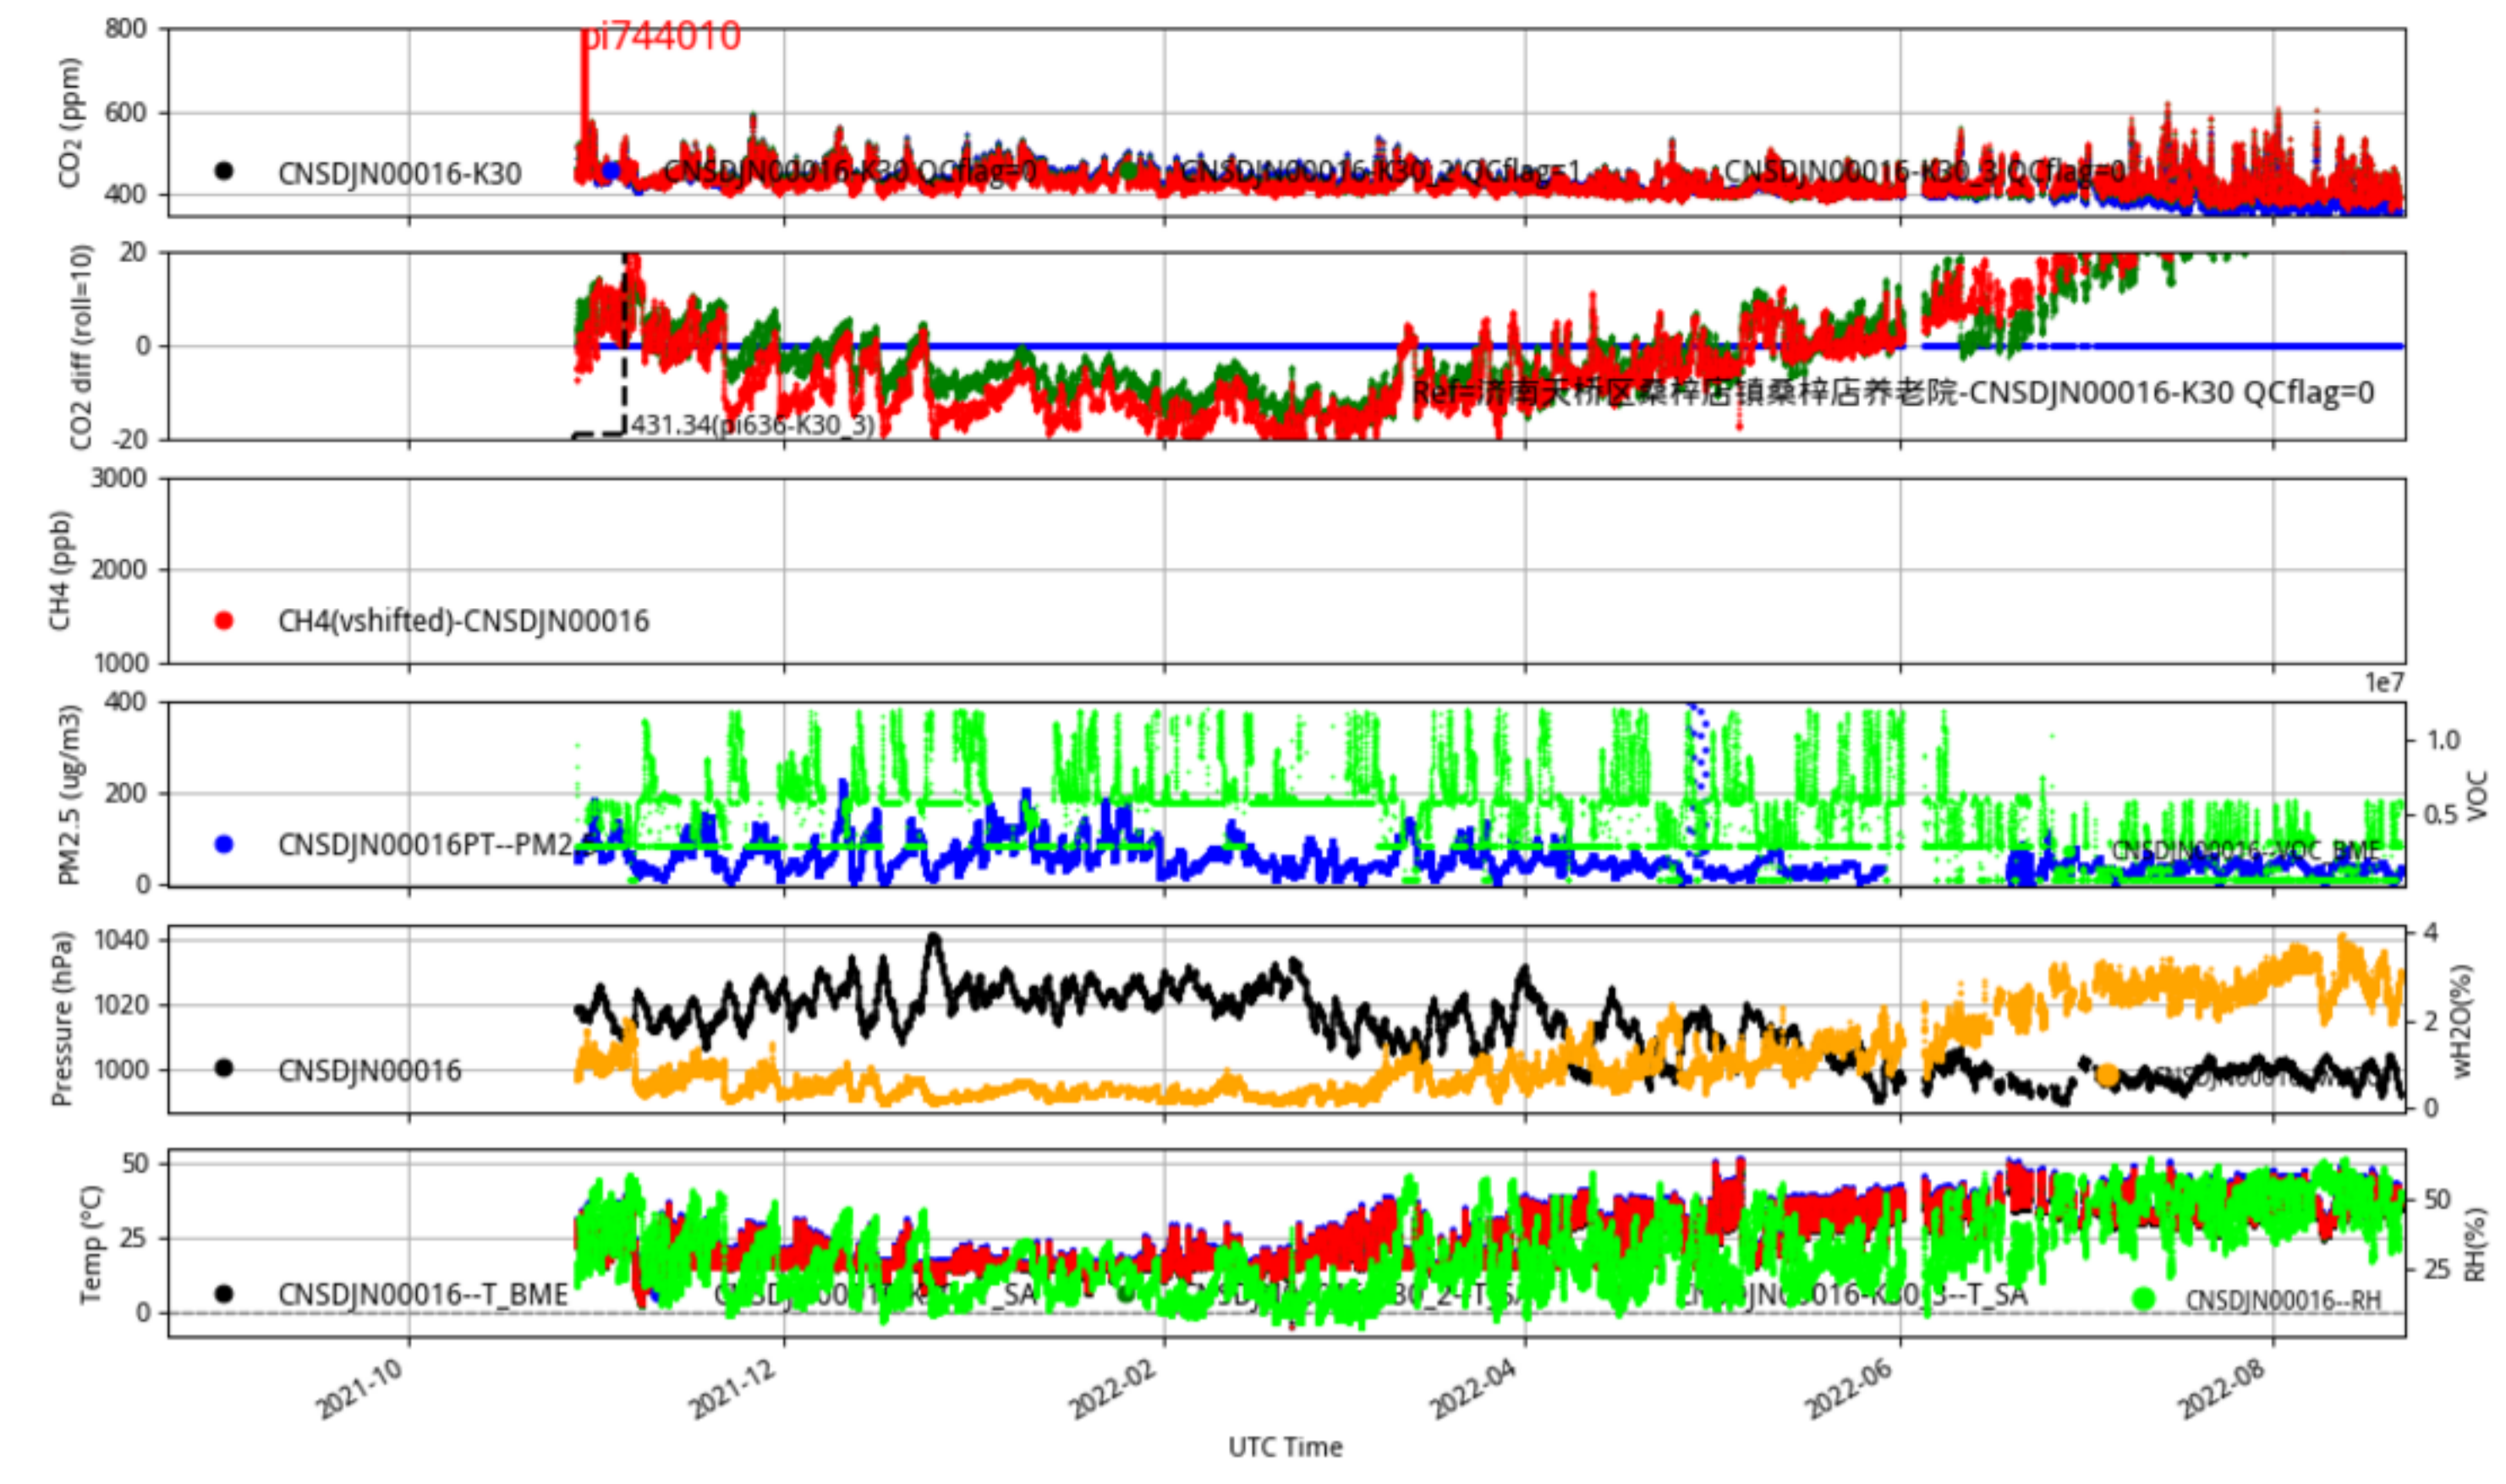 pi744010
800
600
400
CO2 (ppm)
CNSDJN00016-K30
CNSDJN00016-K30 QCflag=0
CNSDJN00016-K30_2 QCflag=1
CNSDJN00016-K30_3 QCflag=0
20
0
-20
CO2 diff (roll=10)
431.34(pi636-K30_3)
Ref=济南天桥区桑梓店镇桑梓店养老院-CNSDJN00016-K30 QCflag=0
3000
2000
1000
CH4 (ppb)
CH4(vshifted)-CNSDJN00016
1e7
400
200
0
PM2.5 (ug/m3)
CNSDJN00016PT--PM2.
1.0
0.5
VOC
CNSDJN00016--VOC_BME
1040
1020
1000
Pressure (hPa)
CNSDJN00016
4
2
0
wH2O(%)
50
25
0
Temp (°C)
CNSDJN00016--T_BME
CNSDJN00016-K30_3--T_SA
CNSDJN00016--RH
50
25
RH(%)
2021-10
2021-12
2022-02
2022-04
2022-06
2022-08
UTC Time